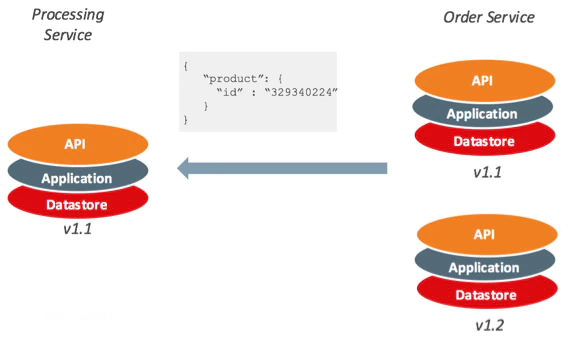 Processing
Service
Order Service
{
“product”: {
“id” : “329340224”
}
}
API
Application
Datastore
v1.1
API
Application
Datastore
v1.1
API
Application
Datastore
v1.2